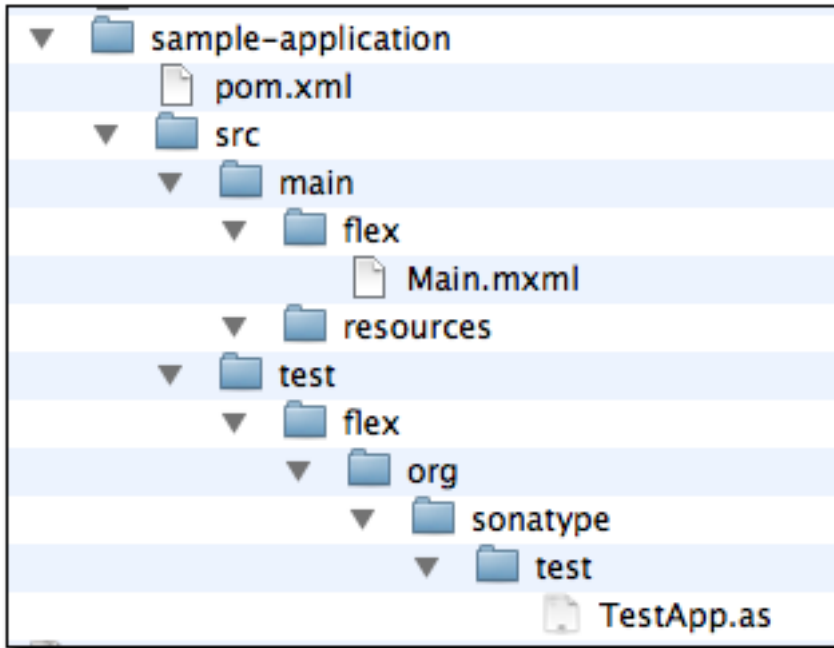 sample-application
pom.xml
src
main
flex
Main.mxml
resources
test
flex
org
sonatype
test
TestApp.as